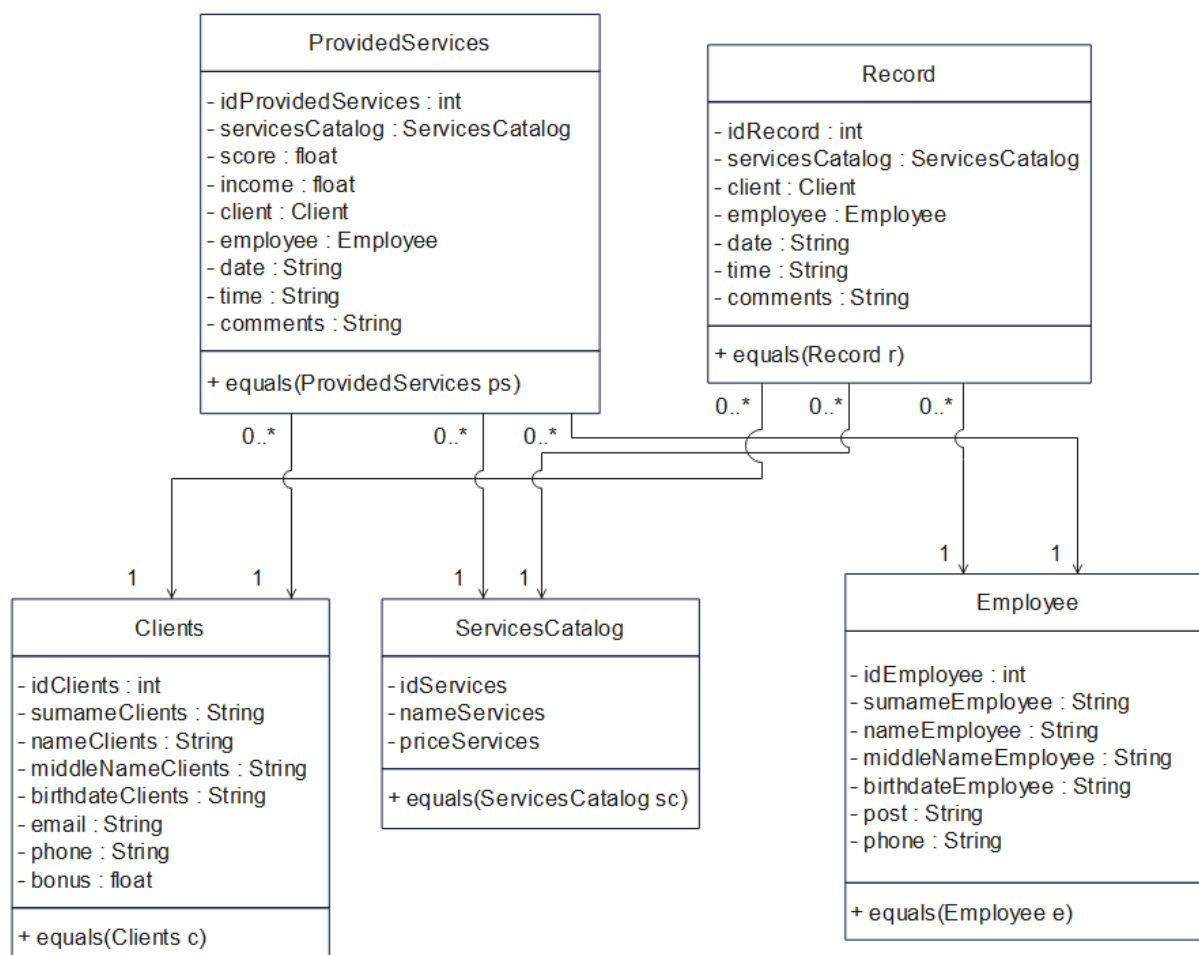 ProvidedServices
- idProvidedServices : int
- servicesCatalog : ServicesCatalog
- score : float
- income : float
- client : Client
- employee : Employee
- date : String
- time : String
- comments : String
+ equals(ProvidedServices ps)
Record
- idRecord : int
- servicesCatalog : ServicesCatalog
- client : Client
- employee : Employee
- date : String
- time : String
- comments : String
+ equals(Record r)
0..*
0..*
0..*
0..*
0..*
0..*
1
1
1
1
1
1
Clients
- idClients : int
- surnameClients : String
- nameClients : String
- middleNameClients : String
- birthdateClients : String
- email : String
- phone : String
- bonus : float
+ equals(Clients c)
ServicesCatalog
- idServices
- nameServices
- priceServices
+ equals(ServicesCatalog sc)
Employee
- idEmployee : int
- surnameEmployee : String
- nameEmployee : String
- middleNameEmployee : String
- birthdateEmployee : String
- post : String
- phone : String
+ equals(Employee e)